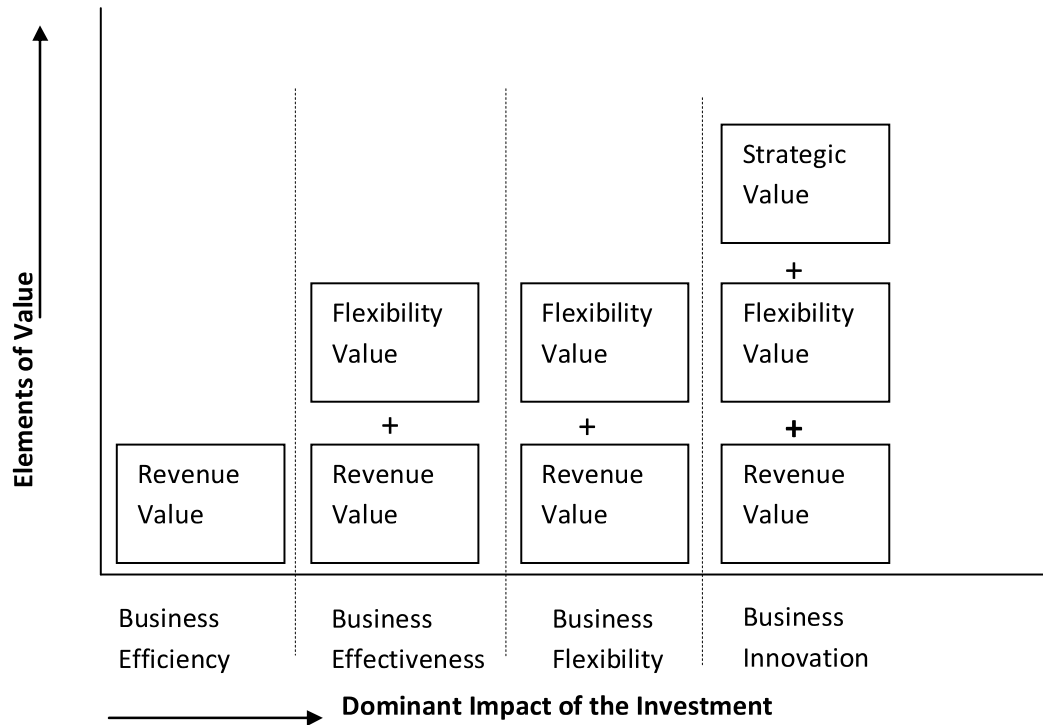 Elements of Value
Strategic
Value
+
Flexibility
Value
Flexibility
Value
Flexibility
Value
+
+
+
Revenue
Value
Revenue
Value
Revenue
Value
Revenue
Value
Business
Efficiency
Business
Effectiveness
Business
Flexibility
Business
Innovation
Dominant Impact of the Investment